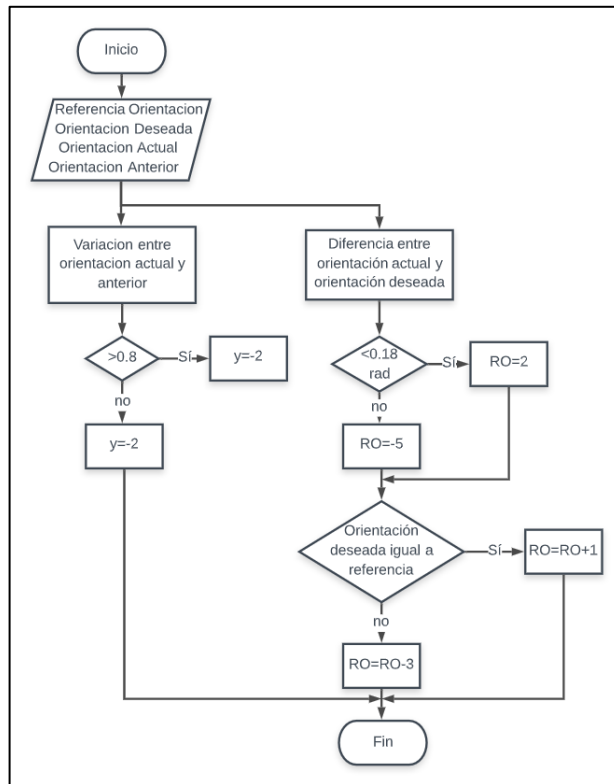 Inicio
Referencia Orientacion
Orientacion Deseada
Orientacion Actual
Orientacion Anterior
Variacion entre
orientacion actual y
anterior
Diferencia entre
orientación actual y
orientación deseada
>0.8
Sí
y=-2
no
y=-2
<0.18
rad
Sí
RO=2
no
RO=-5
Orientación
deseada igual a
referencia
Sí
RO=RO+1
no
RO=RO-3
Fin